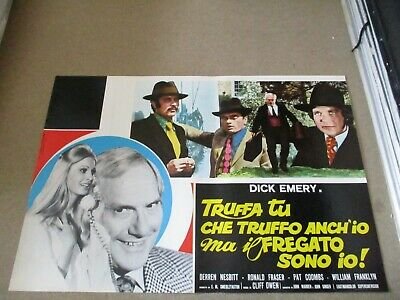 DICK EMERY.
TRUFFA TU
CHE TRUFFO ANCH'IO
ma il FREGATO
SONO IO!
DERREN NESBITT · RONALD FRASER · PAT COOMBS · WILLIAM FRANKLYN
CLIFF OWEN